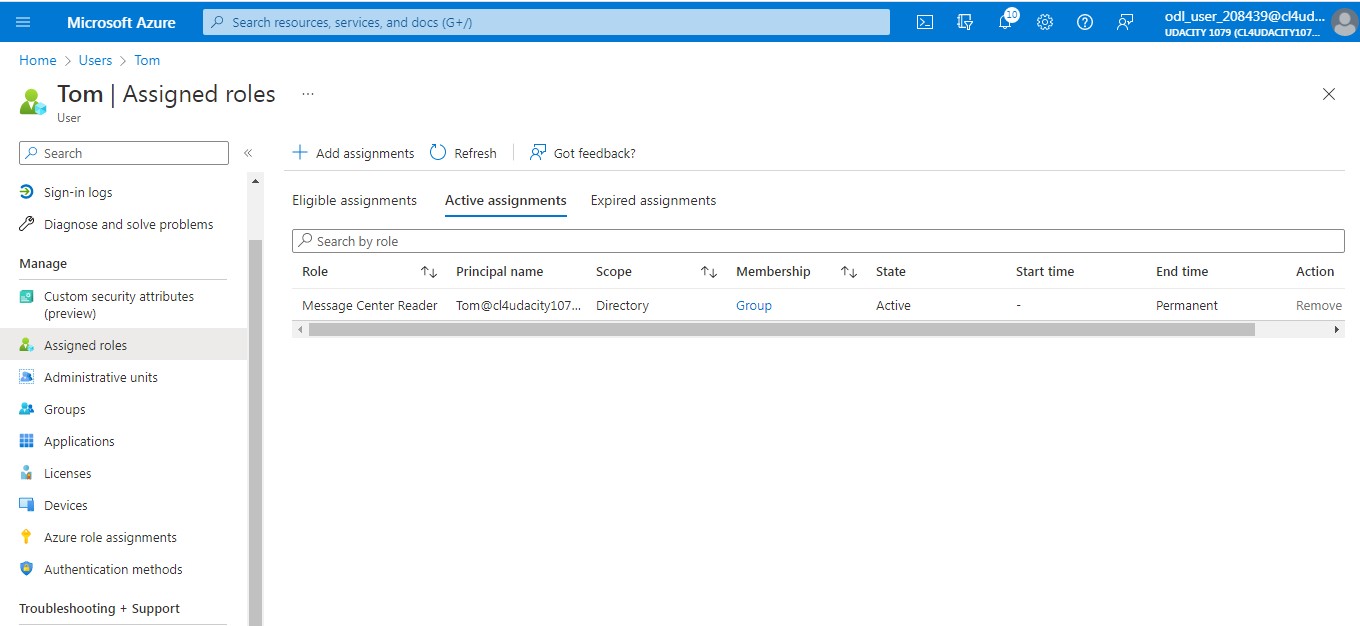 Microsoft Azure
Search resources, services, and docs (G+/)
10
odl_user_208439@cl4ud...
UDACITY 1079 (CL4UDACITY107...
Home > Users > Tom
Tom | Assigned roles ...
User
Search
«
Sign-in logs
Diagnose and solve problems
Manage
Custom security attributes
(preview)
Assigned roles
Administrative units
Groups
Applications
Licenses
Devices
Azure role assignments
Authentication methods
Troubleshooting + Support
Add assignments Refresh Got feedback?
Eligible assignments Active assignments Expired assignments
Search by role
Role Principal name Scope Membership State Start time End time Action
Message Center Reader Tom@cl4udacity107... Directory Group Active - Permanent Remove